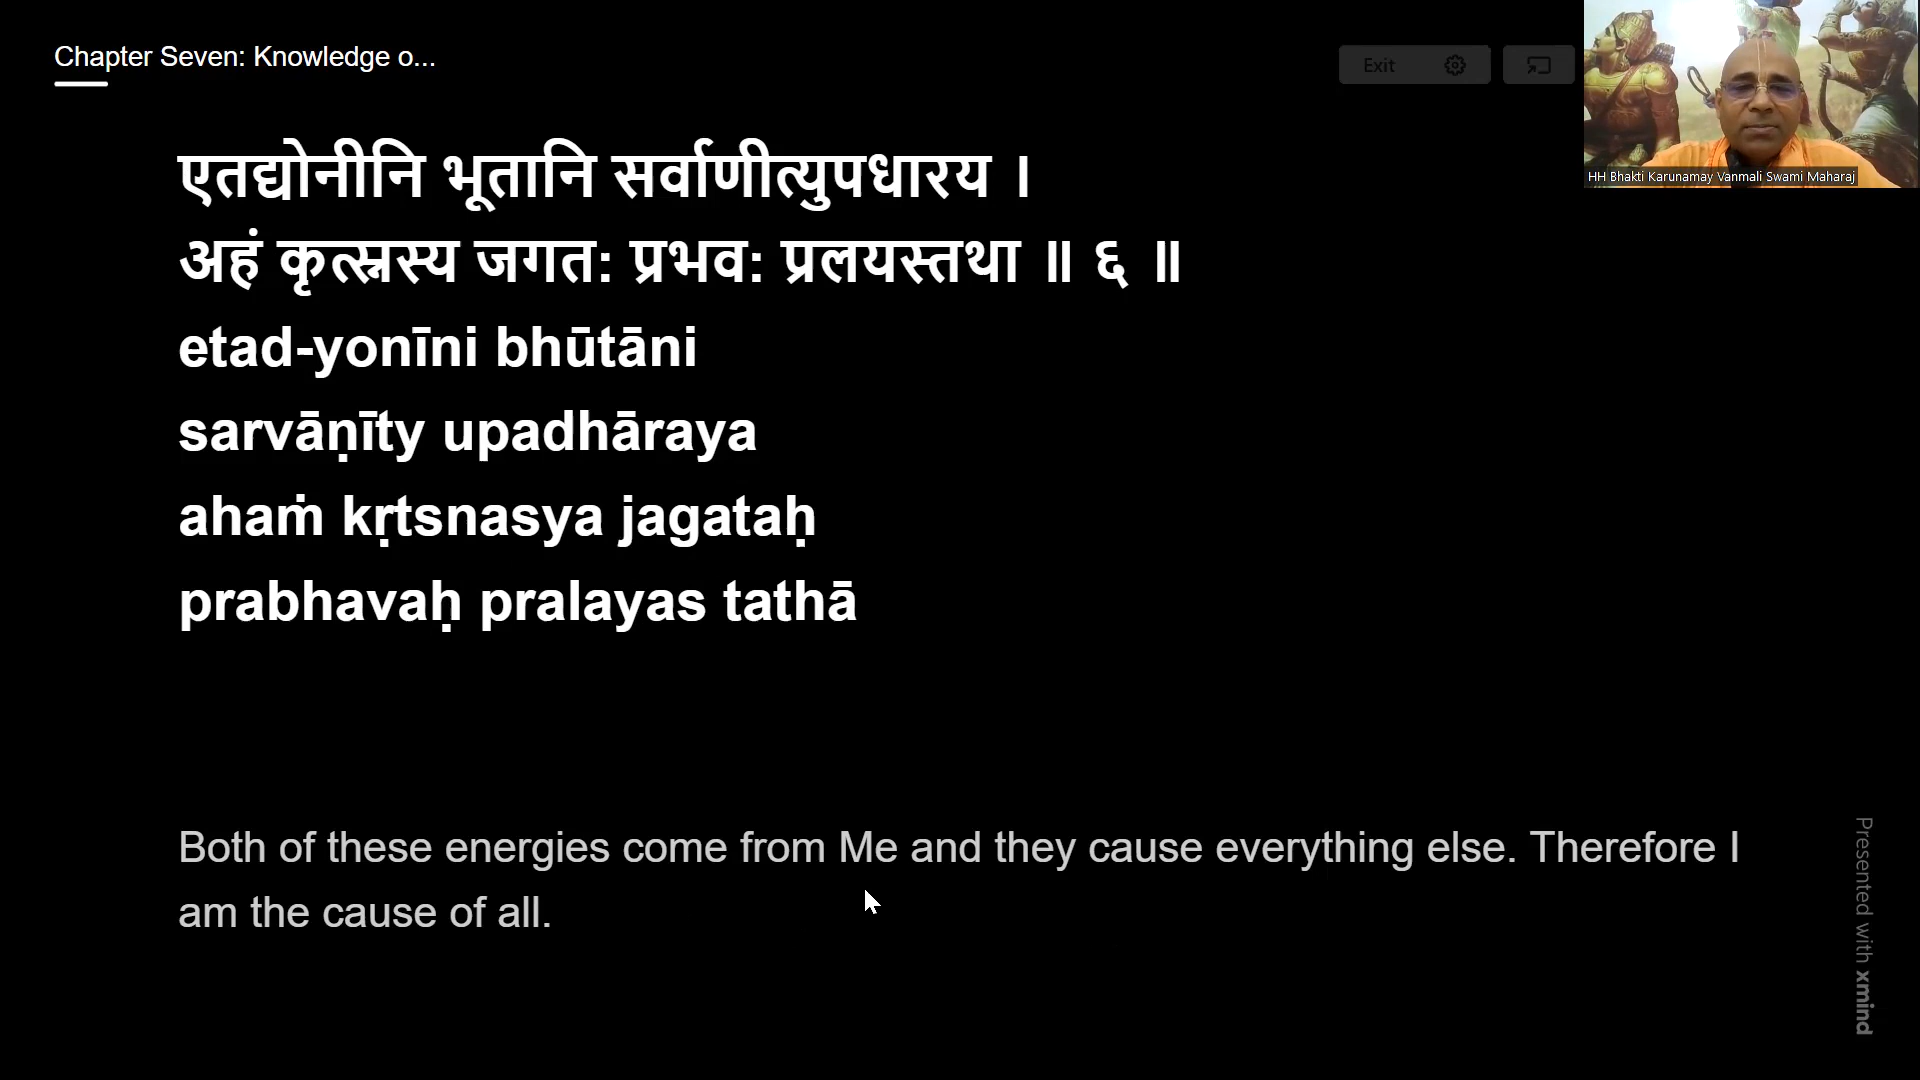 Chapter Seven: Knowledge o...
Exit
HH Bhakti Karunamay Vanmali Swami Maharaj
एतद्योनीनि भूतानि सर्वाणीत्युपधारय ।
अहं कृत्स्नस्य जगत: प्रभव: प्रलयस्तथा ॥ ६ ॥
etad-yonīni bhūtāni
sarvāṇīty upadhāraya
ahaṁ kṛtsnasya jagataḥ
prabhavaḥ pralayas tathā
Both of these energies come from Me and they cause everything else. Therefore I
am the cause of all.
Presented with xmind